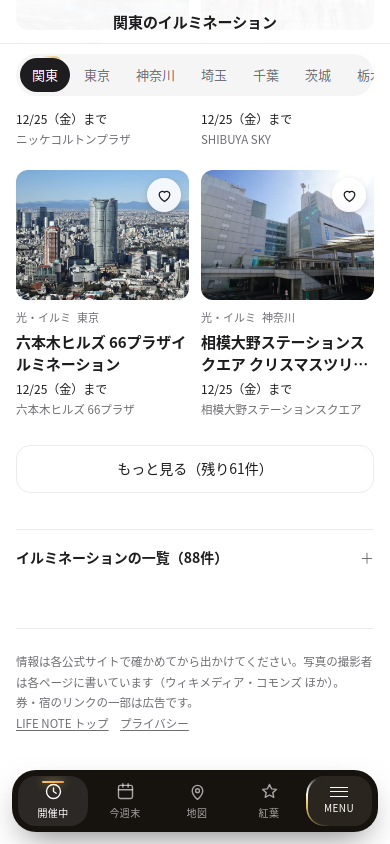 関東のイルミネーション
関東 東京 神奈川 埼玉 千葉 茨城
12/25（金）まで
ニッケコルトンプラザ
12/25（金）まで
SHIBUYA SKY
光・イルミ 東京
六本木ヒルズ 66プラザイ
ルミネーション
12/25（金）まで
六本木ヒルズ 66プラザ
光・イルミ 神奈川
相模大野ステーションス
クエア クリスマスツリ…
12/25（金）まで
相模大野ステーションスクエア
もっと見る（残り61件）
イルミネーションの一覧（88件）
情報は各公式サイトで確かめてから出かけてください。写真の撮影者
は各ページに書いています（ウィキメディア・コモンズ ほか）。
券・宿のリンクの一部は広告です。
LIFE NOTE トップ プライバシー
開催中 今週末 地図 紅葉 MENU